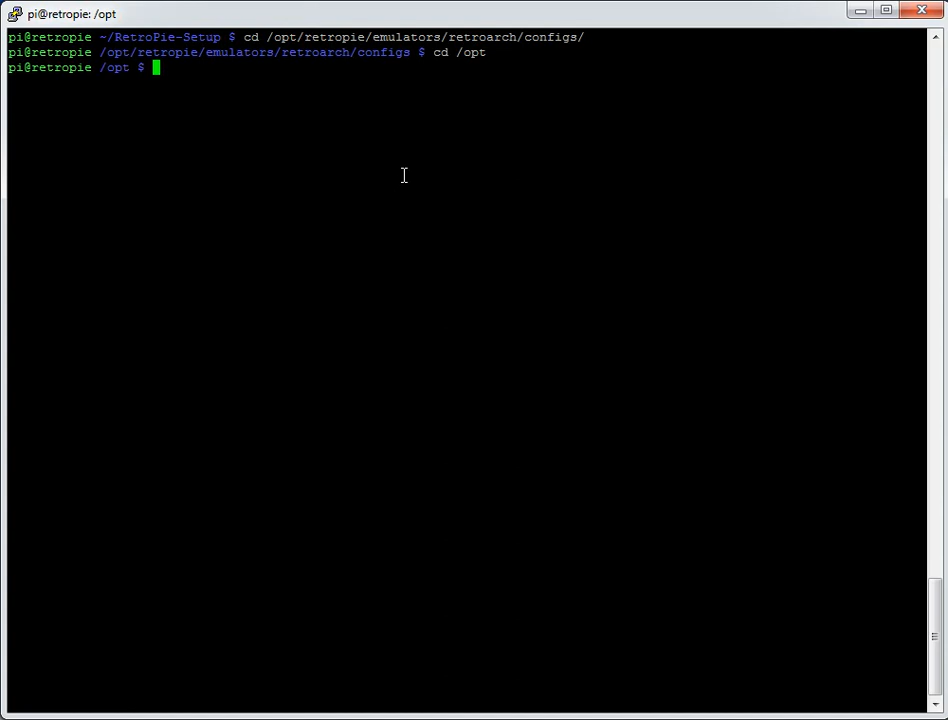 pi@retropie: /opt
pi@retropie ~/RetroPie-Setup $ cd /opt/retropie/emulators/retroarch/configs/
pi@retropie /opt/retropie/emulators/retroarch/configs $ cd /opt
pi@retropie /opt $